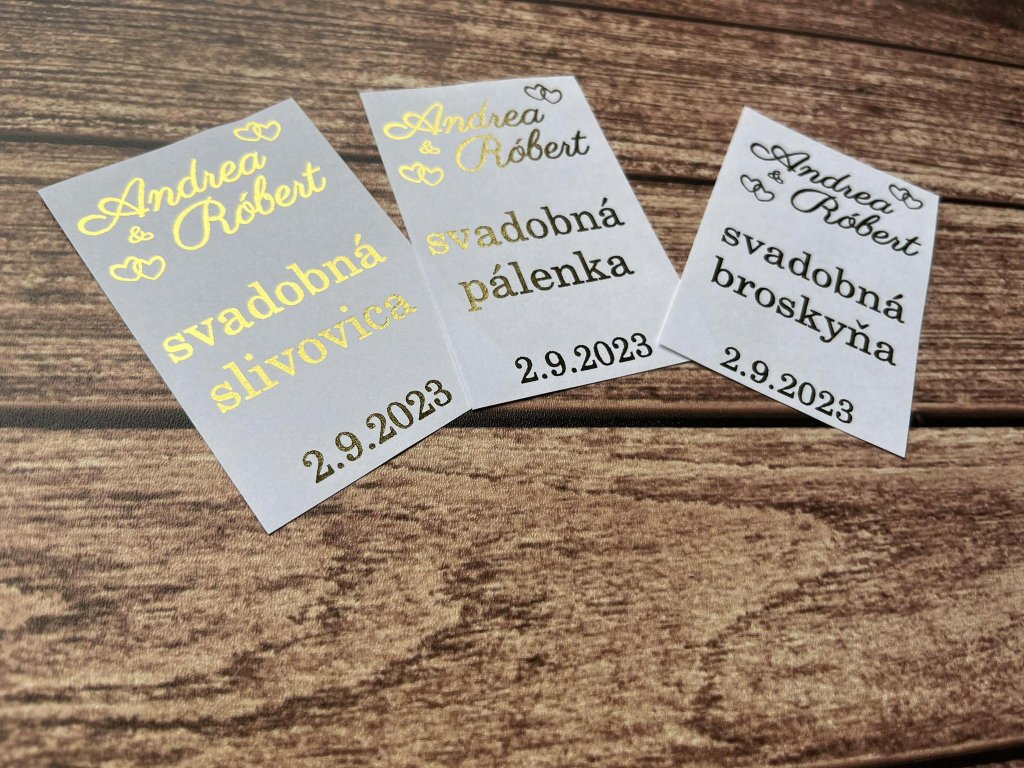 Andrea
& Róbert
svadobná
slivovica
2.9.2023
Andrea
& Róbert
svadobná
pálenka
2.9.2023
Andrea
& Róbert
svadobná
broskyňa
2.9.2023